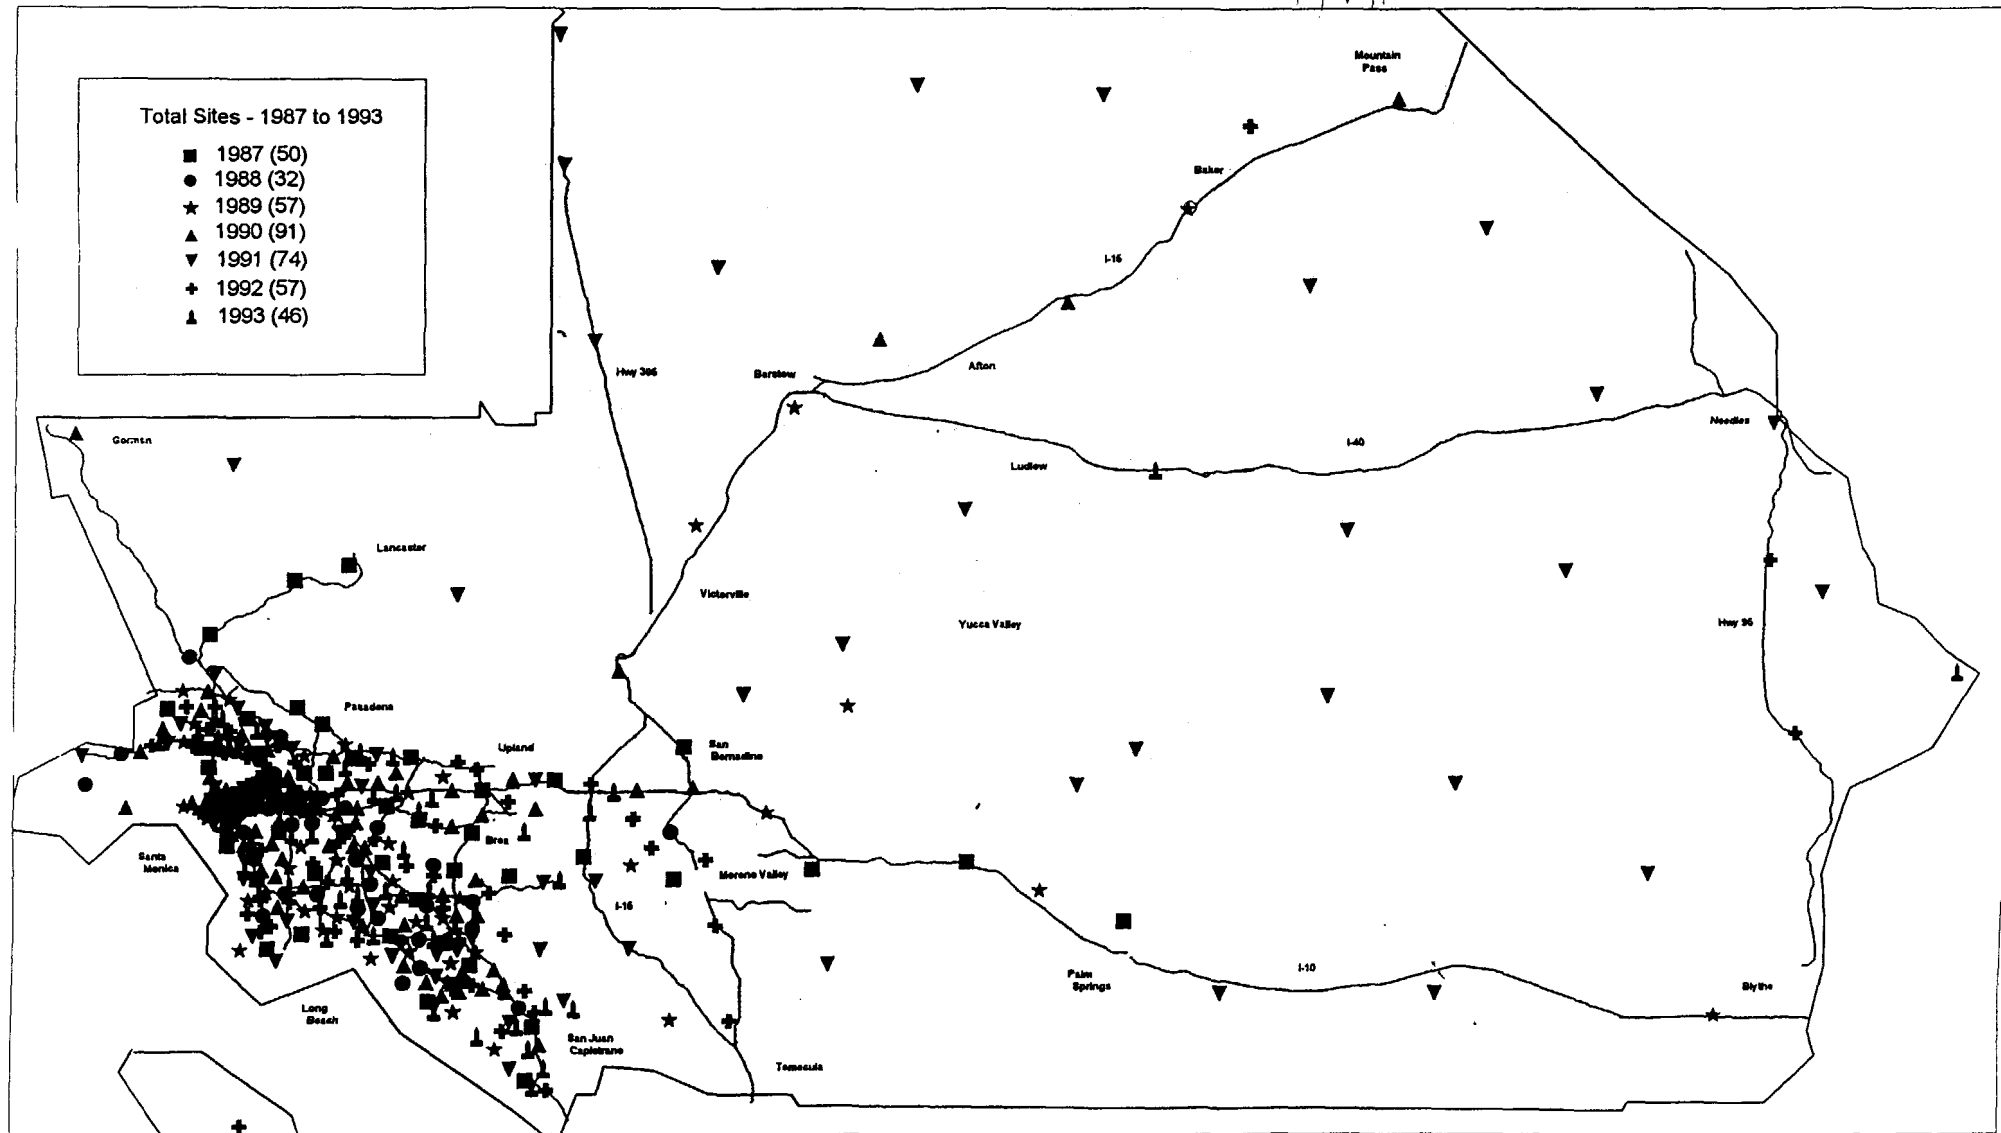 Total Sites - 1987 to 1993
1987 (50)
1988 (32)
1989 (57)
1990 (91)
1991 (74)
1992 (57)
1993 (46)
Mountain
Pass
Baker
I-15
Hwy 395
Barstow
Afton
Gorman
Needles
I-40
Ludlow
Lancaster
Victorville
Yucca Valley
Hwy 95
Pasadena
Upland
San
Bernadino
Brea
Santa
Monica
Moreno Valley
I-15
Palm
Springs
I-10
Blythe
Long
Beach
San Juan
Capistrano
Temecula